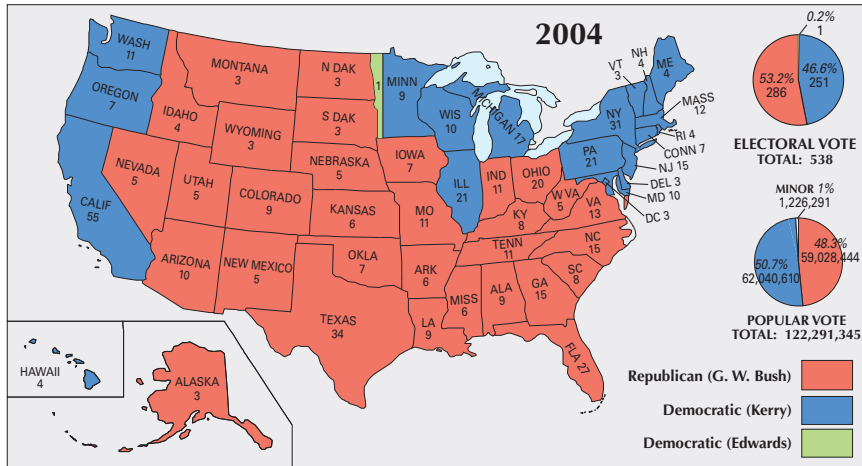 2004
WASH
11
OREGON
7
CALIF
55
NEVADA
5
IDAHO
4
MONTANA
3
WYOMING
3
UTAH
5
COLORADO
9
ARIZONA
10
NEW MEXICO
5
N DAK
3
S DAK
3
NEBRASKA
5
KANSAS
6
OKLA
7
TEXAS
34
1
MINN
9
IOWA
7
MO
11
ARK
6
LA
9
WIS
10
ILL
21
MICHIGAN 17
IND
11
OHIO
20
KY
8
TENN
11
MISS
6
ALA
9
GA
15
FLA 27
SC
8
NC
15
VA
13
W VA
5
PA
21
NY
31
VT
3
NH
4
ME
4
MASS
12
RI 4
CONN 7
NJ 15
DEL 3
MD 10
DC 3
HAWAII
4
ALASKA
3
0.2%
1
53.2%
286
46.6%
251
ELECTORAL VOTE
TOTAL: 538
MINOR 1%
1,226,291
50.7%
62,040,610
48.3%
59,028,444
POPULAR VOTE
TOTAL: 122,291,345
Republican (G. W. Bush)
Democratic (Kerry)
Democratic (Edwards)